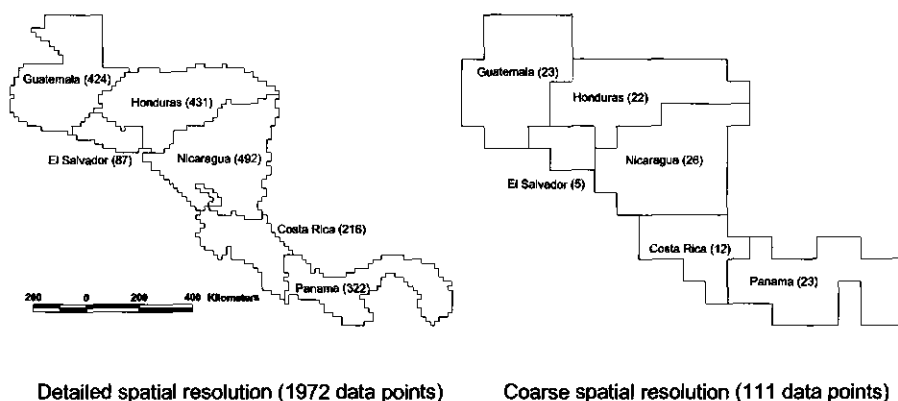 Guatemala (424)
Honduras (431)
El Salvador (87)
Nicaragua (492)
Costa Rica (216)
Panama (322)
200 0 200 400 Kilometers
Detailed spatial resolution (1972 data points)
Guatemala (23)
Honduras (22)
Nicaragua (26)
El Salvador (5)
Costa Rica (12)
Panama (23)
Coarse spatial resolution (111 data points)